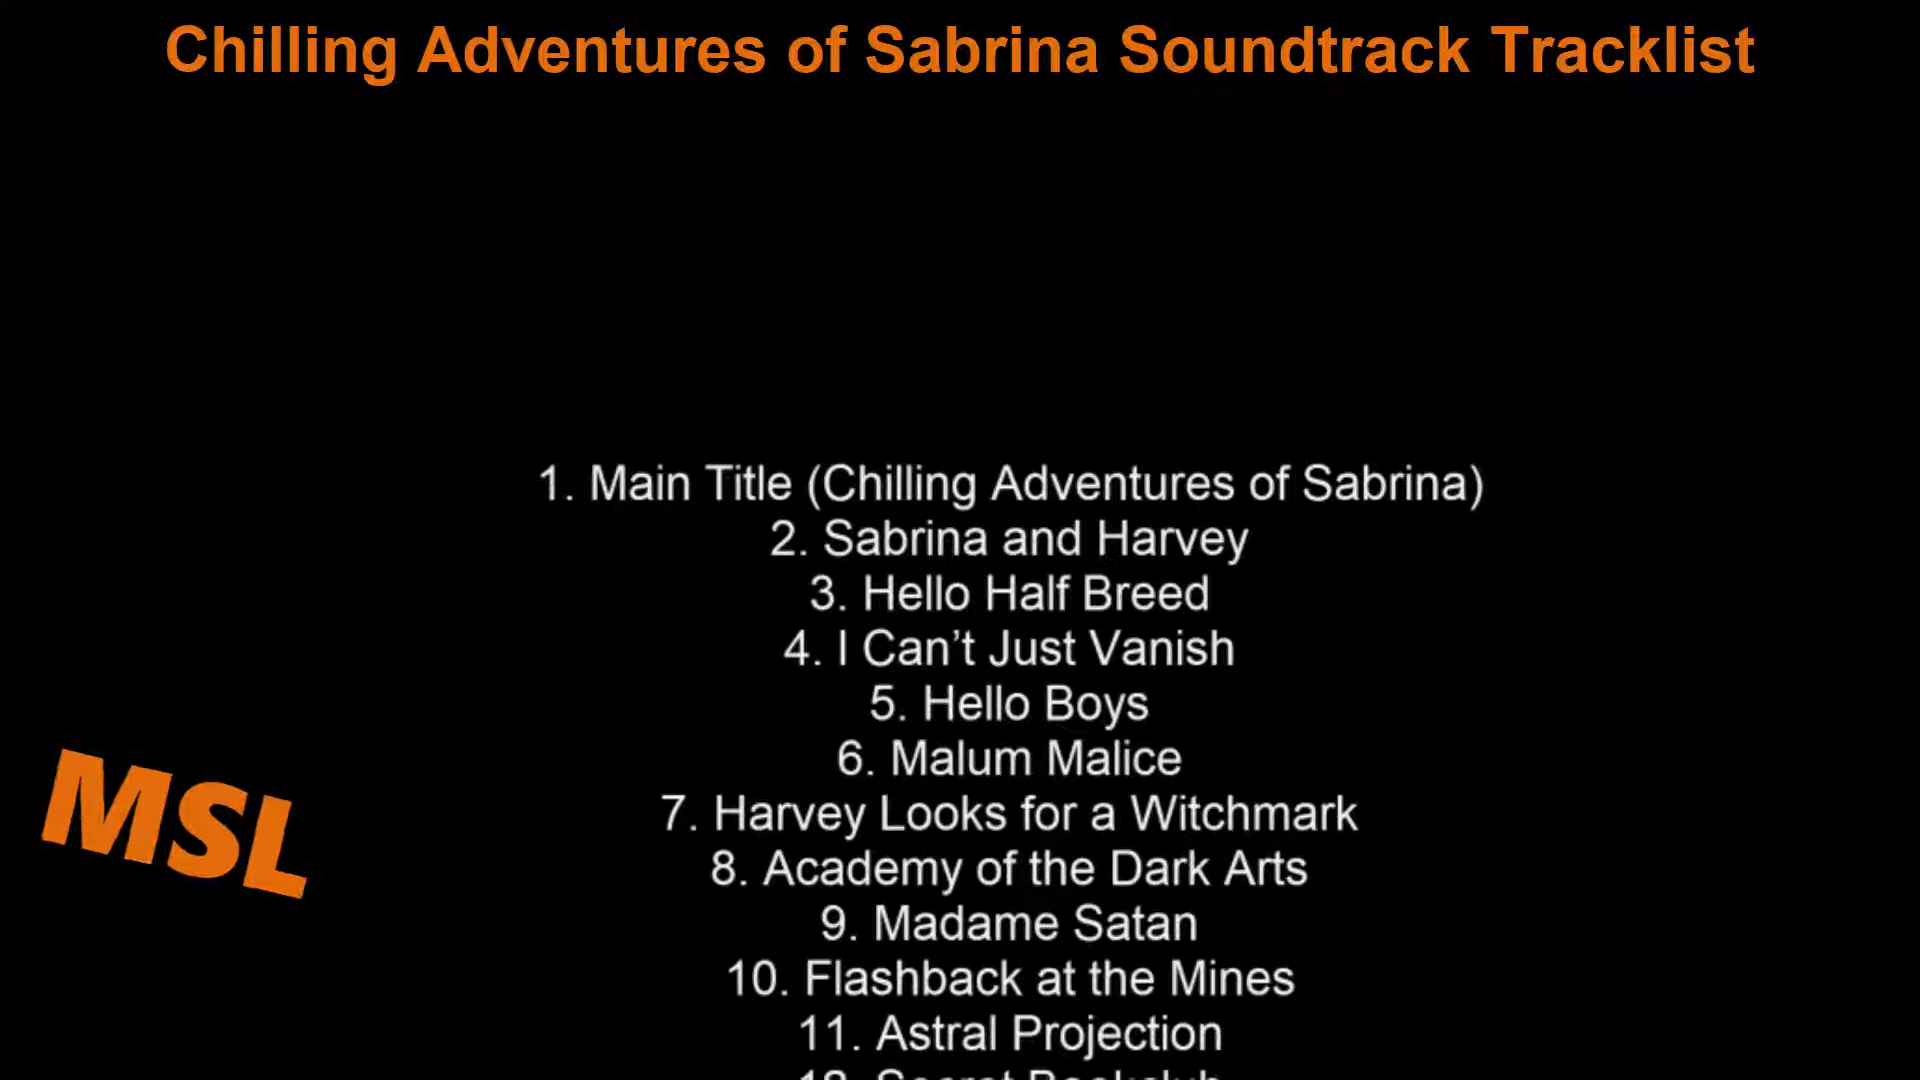 Chilling Adventures of Sabrina Soundtrack Tracklist
1. Main Title (Chilling Adventures of Sabrina)
2. Sabrina and Harvey
3. Hello Half Breed
4. I Can’t Just Vanish
5. Hello Boys
6. Malum Malice
7. Harvey Looks for a Witchmark
8. Academy of the Dark Arts
9. Madame Satan
10. Flashback at the Mines
11. Astral Projection
MSL